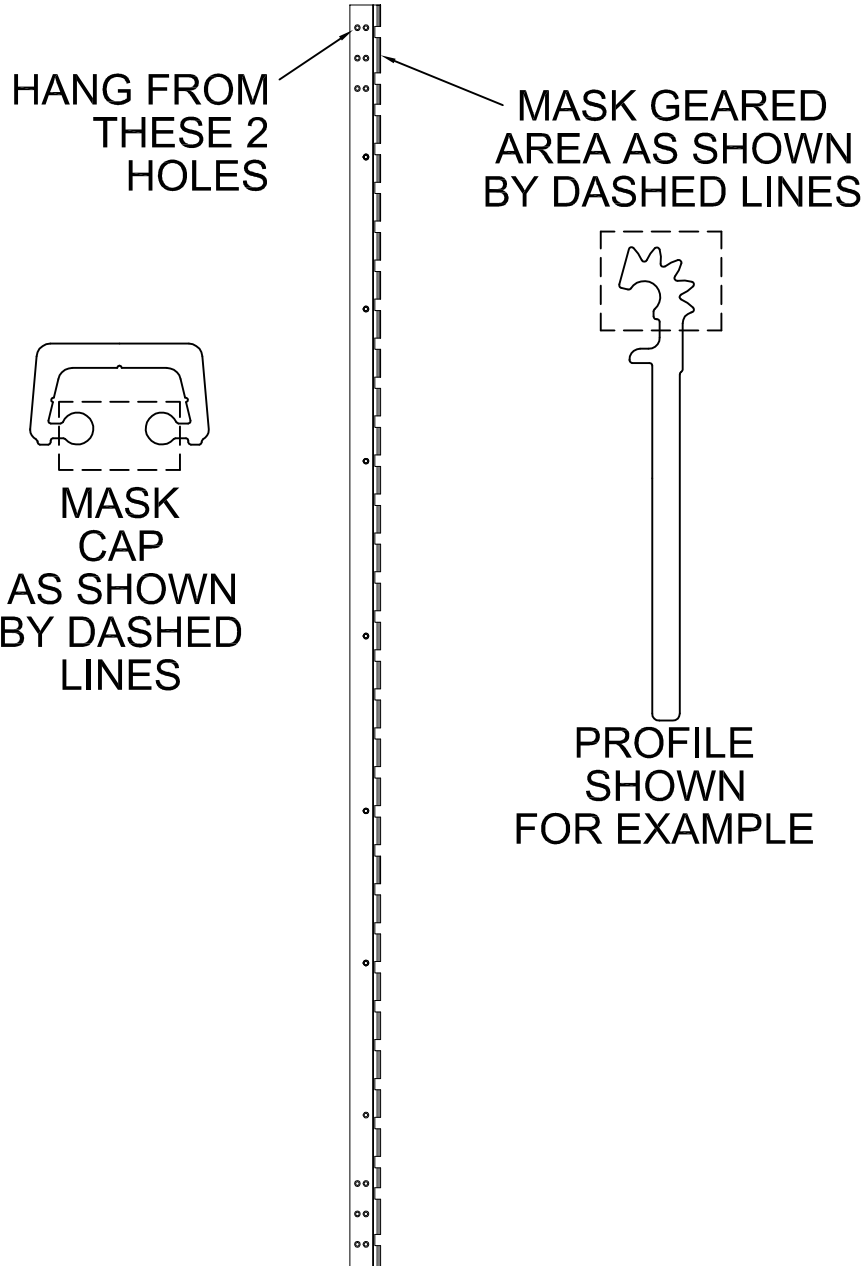 HANG FROM
THESE 2
HOLES
MASK GEARED
AREA AS SHOWN
BY DASHED LINES
MASK
CAP
AS SHOWN
BY DASHED
LINES
PROFILE
SHOWN
FOR EXAMPLE